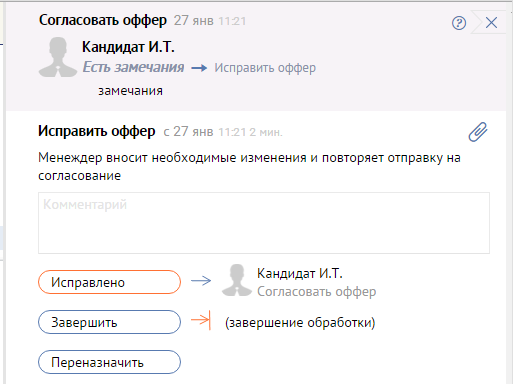 Согласовать оффер 27 янв 11:21
Кандидат И.Т.
Есть замечания → Исправить оффер
замечания
Исправить оффер с 27 янв 11:21 2 мин.
Менеждер вносит необходимые изменения и повторяет отправку на
согласование
Комментарий
Исправлено → Кандидат И.Т.
Согласовать оффер
Завершить (завершение обработки)
Переназначить